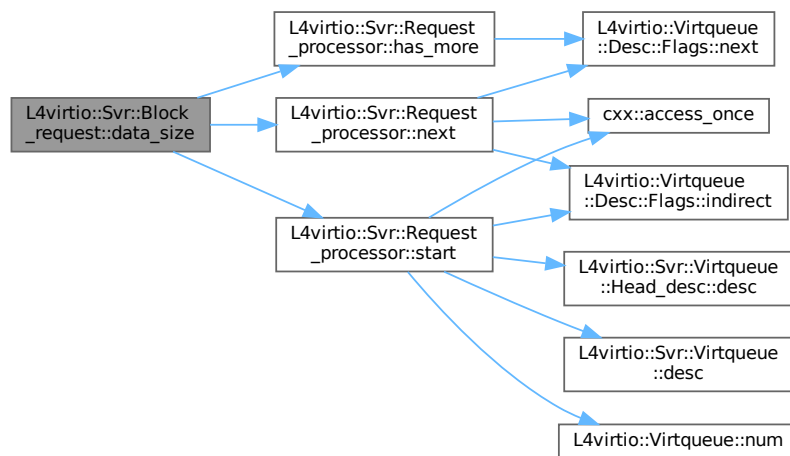 L4virtio::Svr::Block
_request::data_size
L4virtio::Svr::Request
_processor::has_more
L4virtio::Svr::Request
_processor::next
L4virtio::Svr::Request
_processor::start
L4virtio::Virtqueue
::Desc::Flags::next
cxx::access_once
L4virtio::Virtqueue
::Desc::Flags::indirect
L4virtio::Svr::Virtqueue
::Head_desc::desc
L4virtio::Svr::Virtqueue
::desc
L4virtio::Virtqueue::num